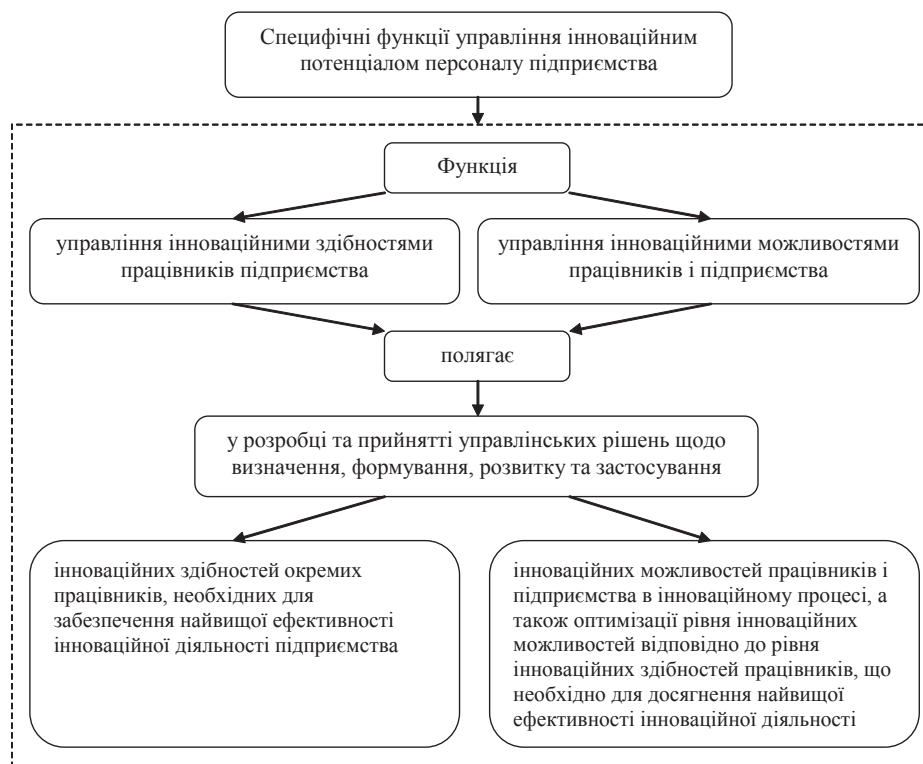 Специфічні функції управління інноваційним
потенціалом персоналу підприємства
Функція
управління інноваційними здібностями
працівників підприємства
управління інноваційними можливостями
працівників і підприємства
полягає
у розробці та прийнятті управлінських рішень щодо
визначення, формування, розвитку та застосування
інноваційних здібностей окремих
працівників, необхідних для
забезпечення найвищої ефективності
інноваційної діяльності підприємства
інноваційних можливостей працівників і
підприємства в інноваційному процесі, а
також оптимізації рівня інноваційних
можливостей відповідно до рівня
інноваційних здібностей працівників, що
необхідно для досягнення найвищої
ефективності інноваційної діяльності